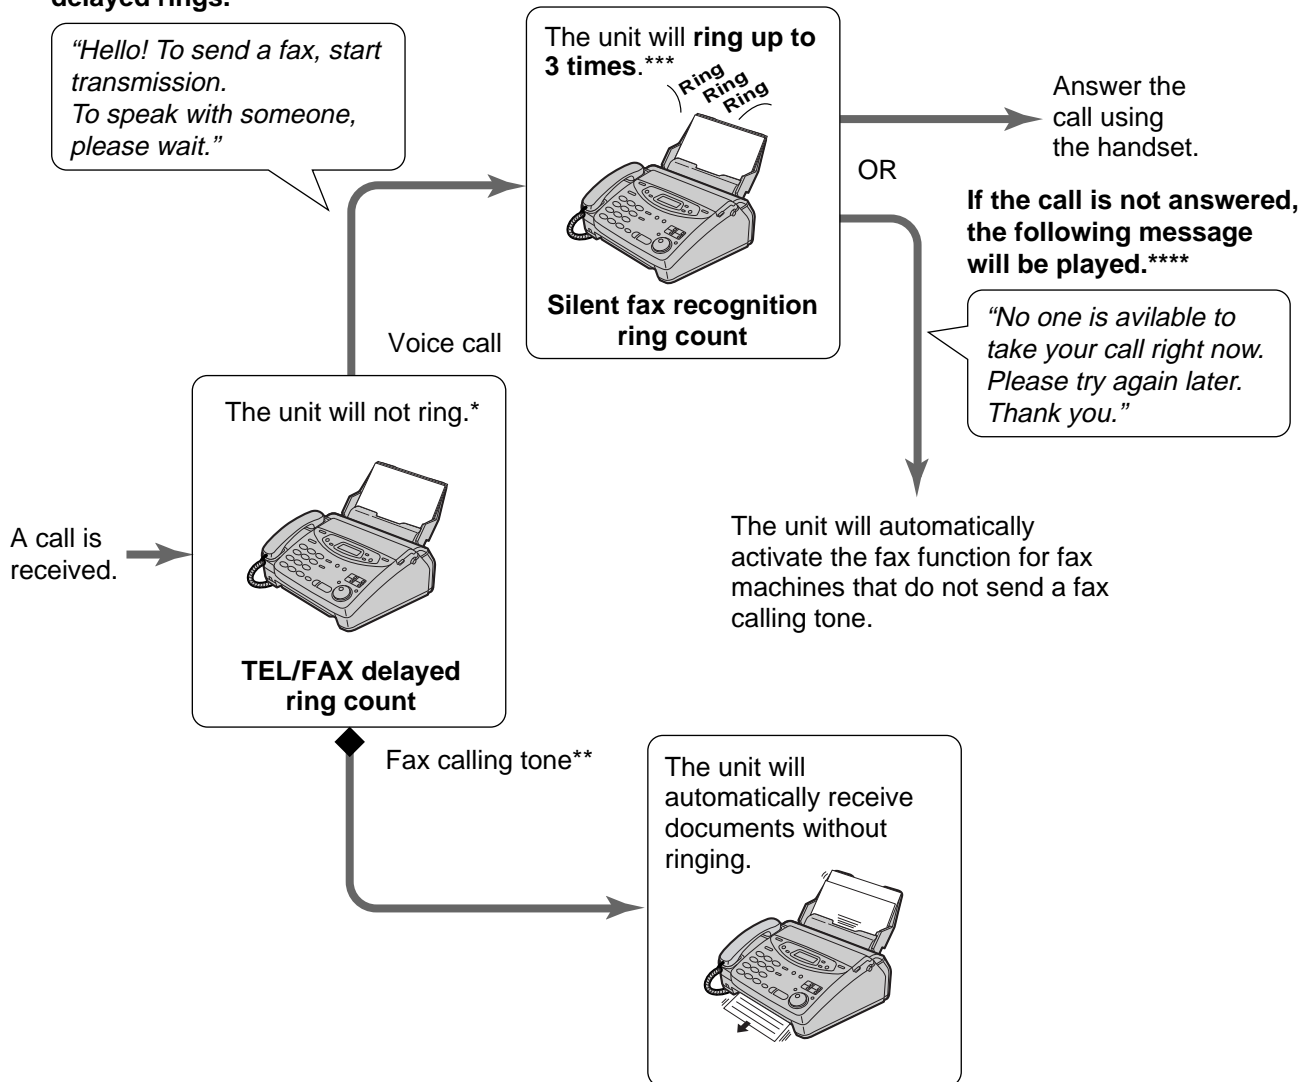 delayed rings.
“Hello! To send a fax, start
transmission.
To speak with someone,
please wait.”
The unit will ring up to
3 times.***
Ring
Ring
Ring
Silent fax recognition
ring count
Answer the
call using
the handset.
OR
If the call is not answered,
the following message
will be played.****
“No one is avilable to
take your call right now.
Please try again later.
Thank you.”
Voice call
The unit will not ring.*
TEL/FAX delayed
ring count
A call is
received.
The unit will automatically
activate the fax function for fax
machines that do not send a fax
calling tone.
Fax calling tone**
The unit will
automatically receive
documents without
ringing.